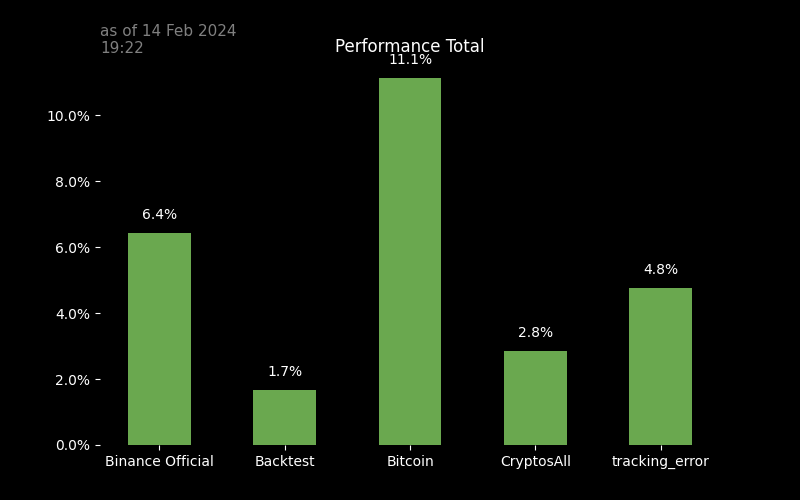 as of 14 Feb 2024
19:22
Performance Total
11.1%
10.0%
8.0%
6.4%
6.0%
4.8%
4.0%
2.8%
2.0%
1.7%
0.0%
Binance Official
Backtest
Bitcoin
CryptosAll
tracking_error